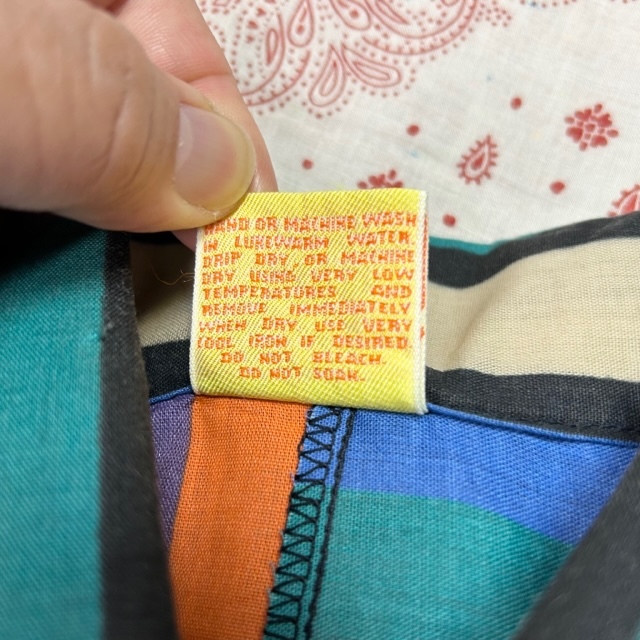 HAND OR MACHINE WASH
IN LUKEWARM WATER.
DRIP DRY OR MACHINE
DRY USING VERY LOW
TEMPERATURES AND
REMOVE IMMEDIATELY
WHEN DRY USE VERY
COOL IRON IF DESIRED.
DO NOT BLEACH.
DO NOT SOAK.